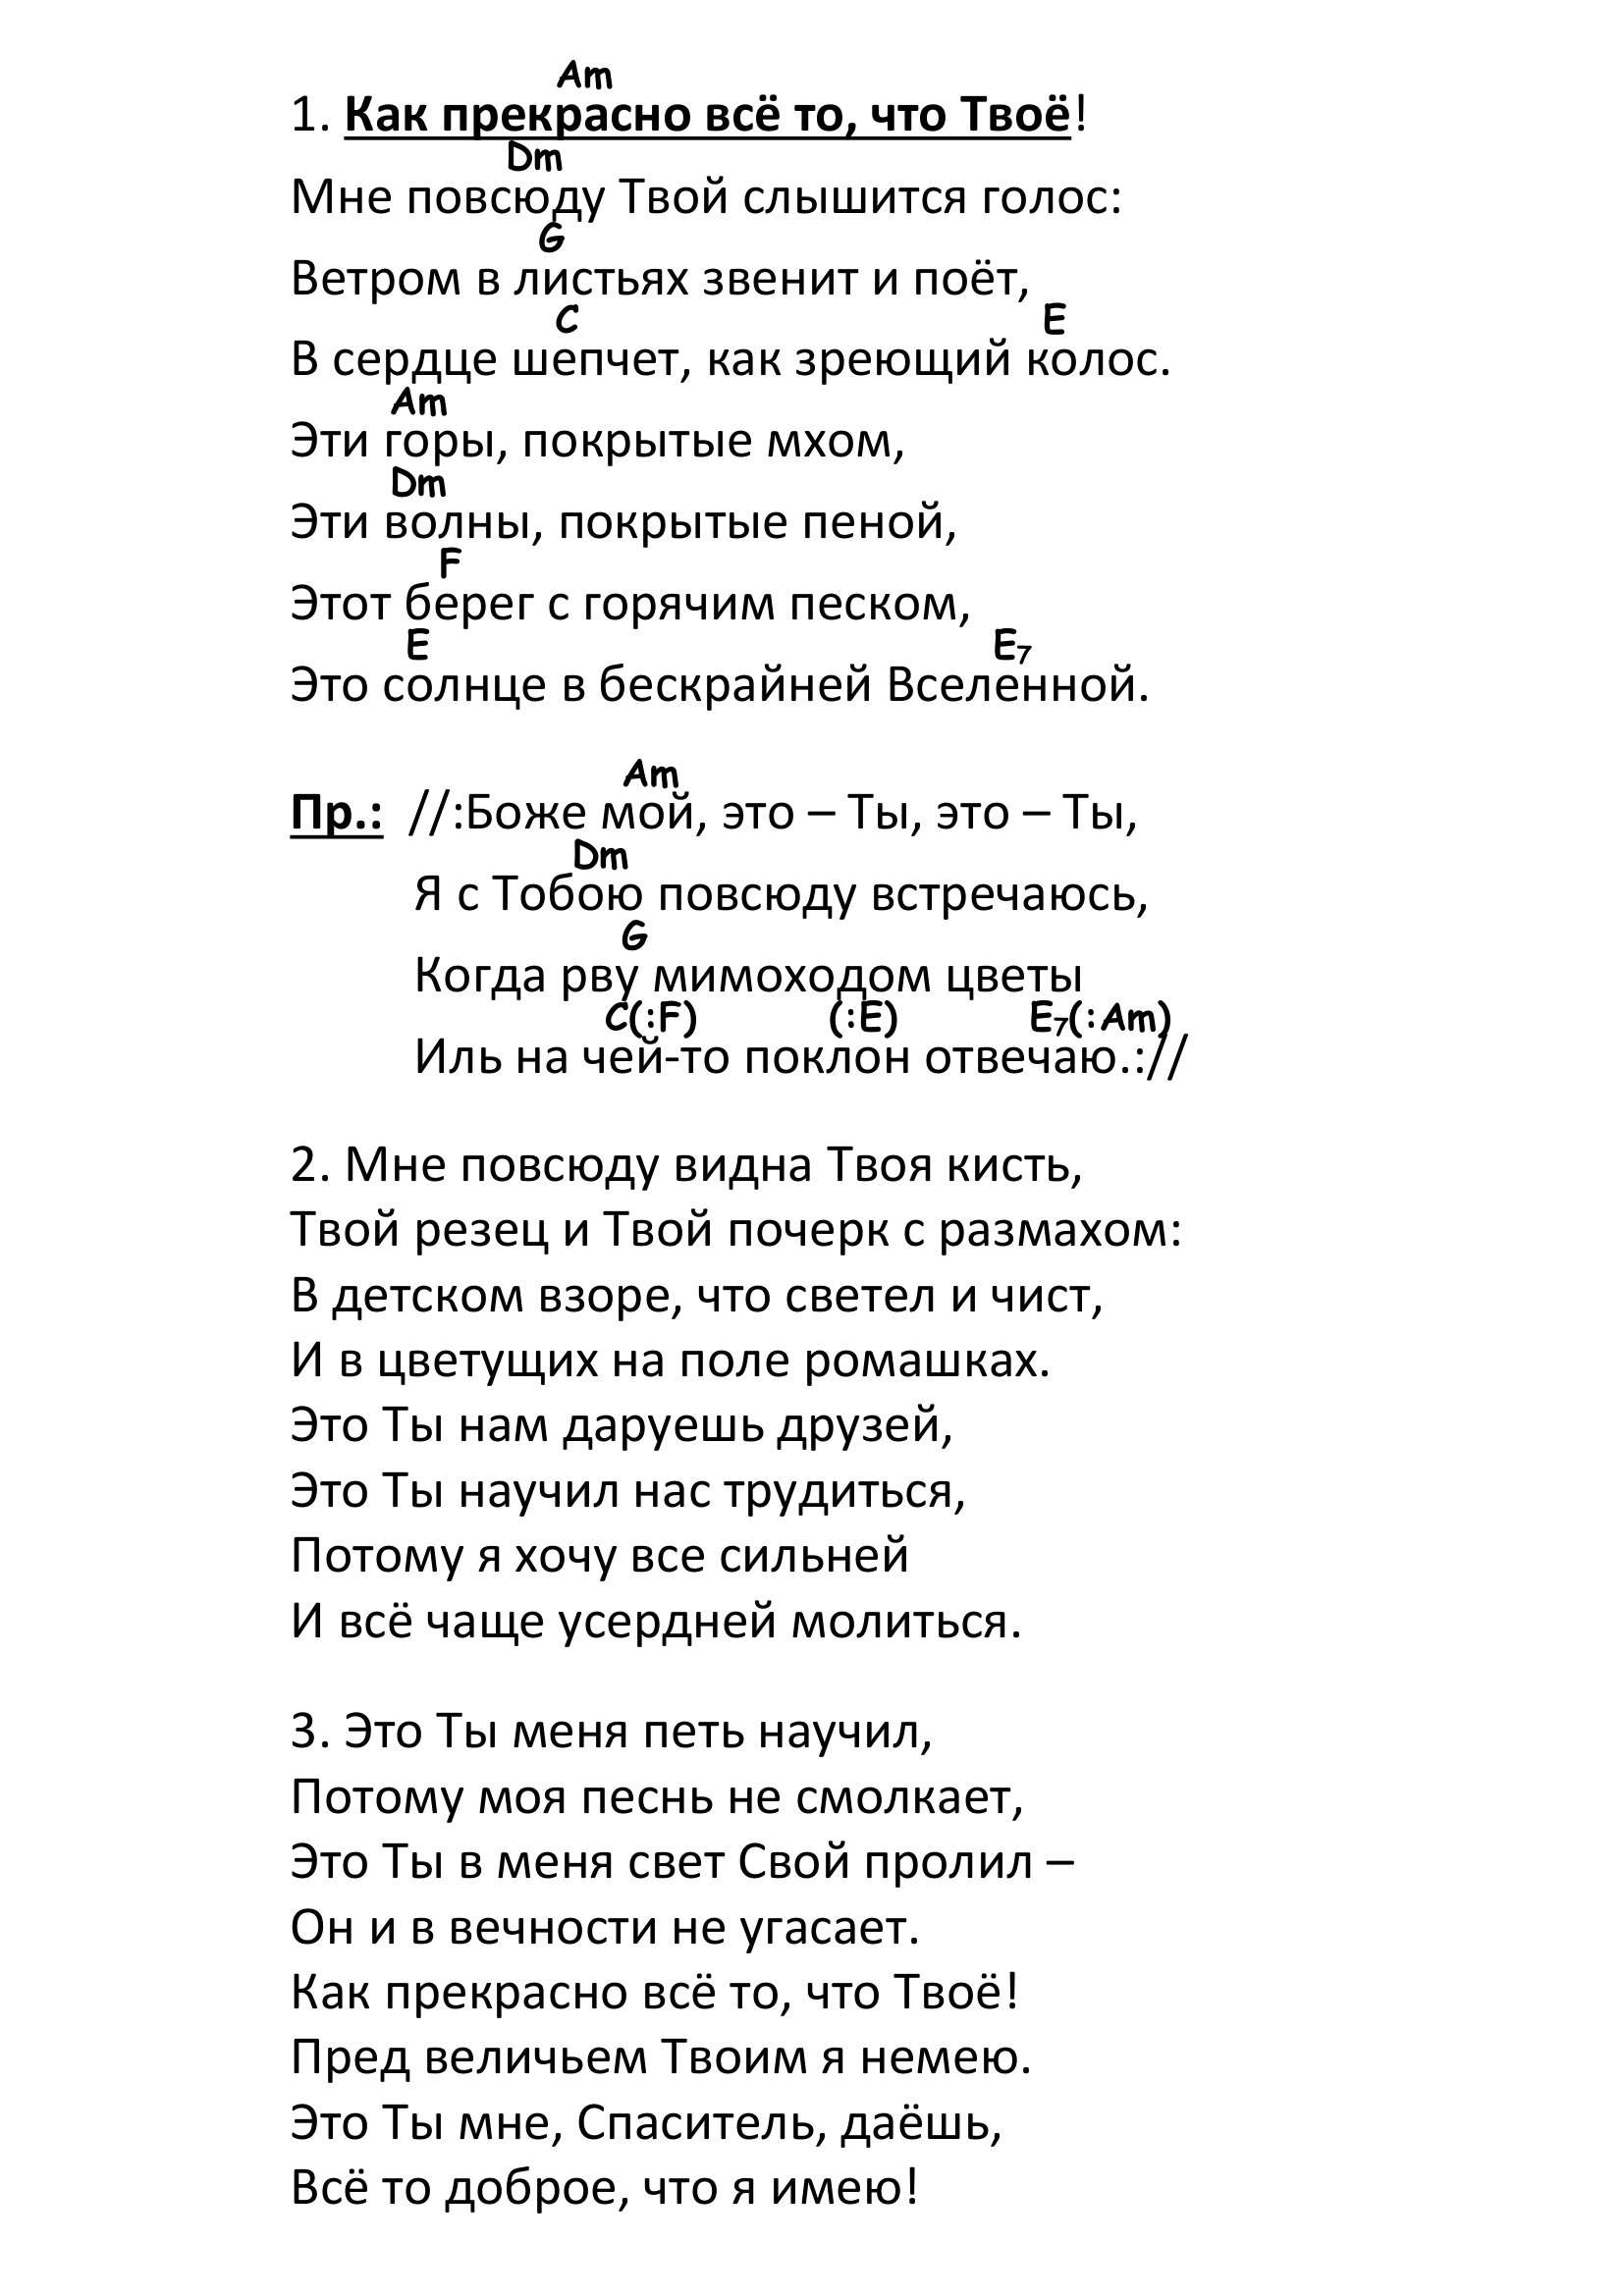 Am
1. Как прекрасно всё то, что Твоё!
Dm
Мне повсюду Твой слышится голос:
G
Ветром в листьях звенит и поёт,
C E
В сердце шепчет, как зреющий колос.
Am
Эти горы, покрытые мхом,
Dm
Эти волны, покрытые пеной,
F
Этот берег с горячим песком,
E E₇
Это солнце в бескрайней Вселенной.
Am
Пр.: //:Боже мой, это – Ты, это – Ты,
Dm
Я с Тобою повсюду встречаюсь,
G
Когда рву мимоходом цветы
C(:F) (:E) E₇(:Am)
Иль на чей-то поклон отвечаю.://
2. Мне повсюду видна Твоя кисть,
Твой резец и Твой почерк с размахом:
В детском взоре, что светел и чист,
И в цветущих на поле ромашках.
Это Ты нам даруешь друзей,
Это Ты научил нас трудиться,
Потому я хочу все сильней
И всё чаще усердней молиться.
3. Это Ты меня петь научил,
Потому моя песнь не смолкает,
Это Ты в меня свет Свой пролил –
Он и в вечности не угасает.
Как прекрасно всё то, что Твоё!
Пред величьем Твоим я немею.
Это Ты мне, Спаситель, даёшь,
Всё то доброе, что я имею!